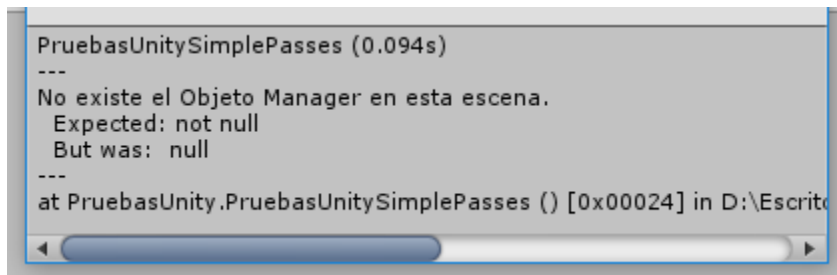 PruebasUnitySimplePasses (0.094s)
---
No existe el Objeto Manager en esta escena.
Expected: not null
But was: null
---
at PruebasUnity.PruebasUnitySimplePasses () [0x00024] in D:\Escrito